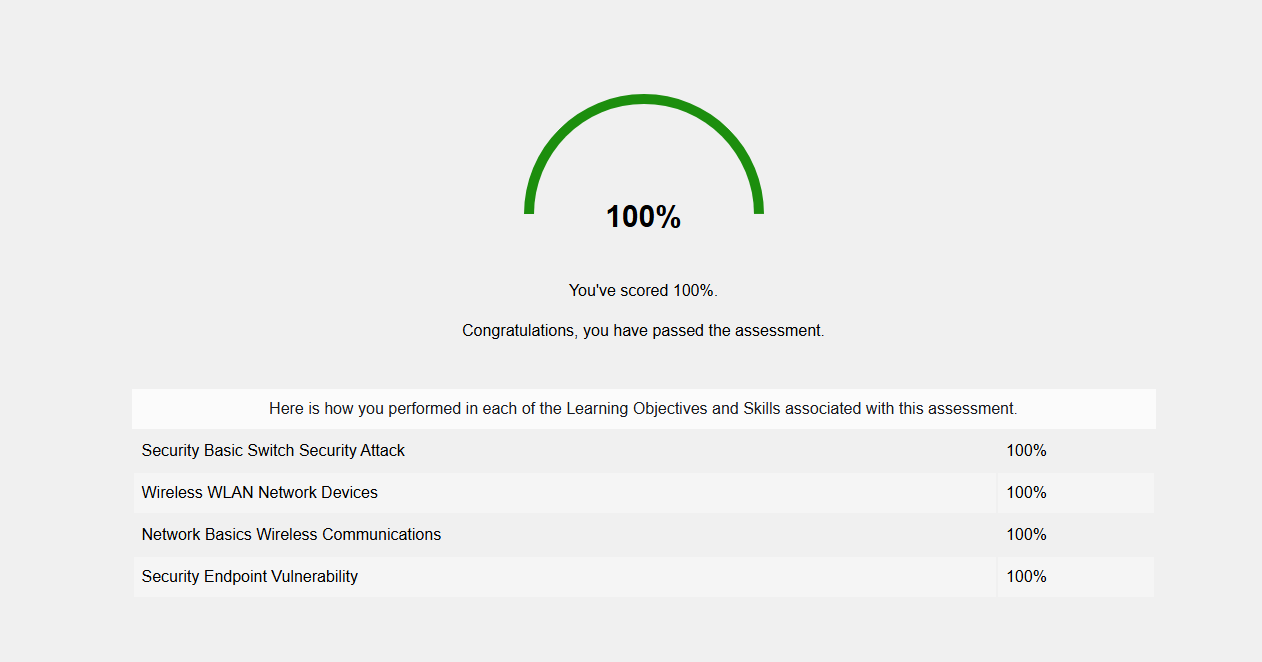 100%
You've scored 100%.
Congratulations, you have passed the assessment.
Here is how you performed in each of the Learning Objectives and Skills associated with this assessment.
Security Basic Switch Security Attack 100%
Wireless WLAN Network Devices 100%
Network Basics Wireless Communications 100%
Security Endpoint Vulnerability 100%